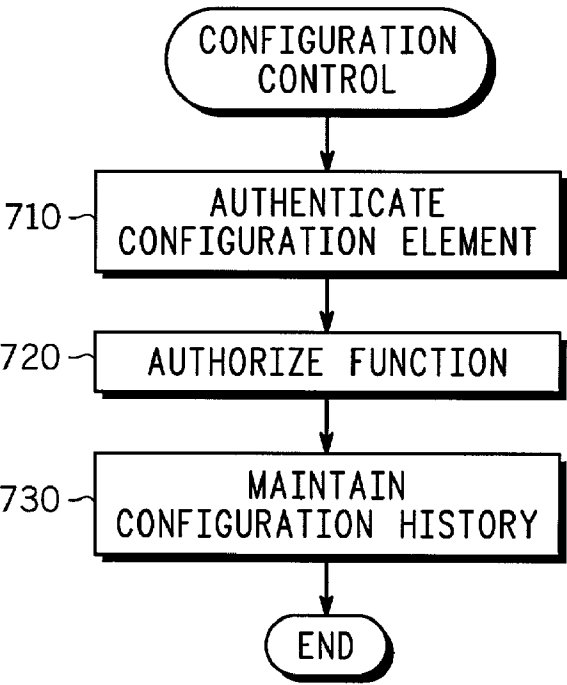 CONFIGURATION
CONTROL
710
AUTHENTICATE
CONFIGURATION ELEMENT
720
AUTHORIZE FUNCTION
730
MAINTAIN
CONFIGURATION HISTORY
END